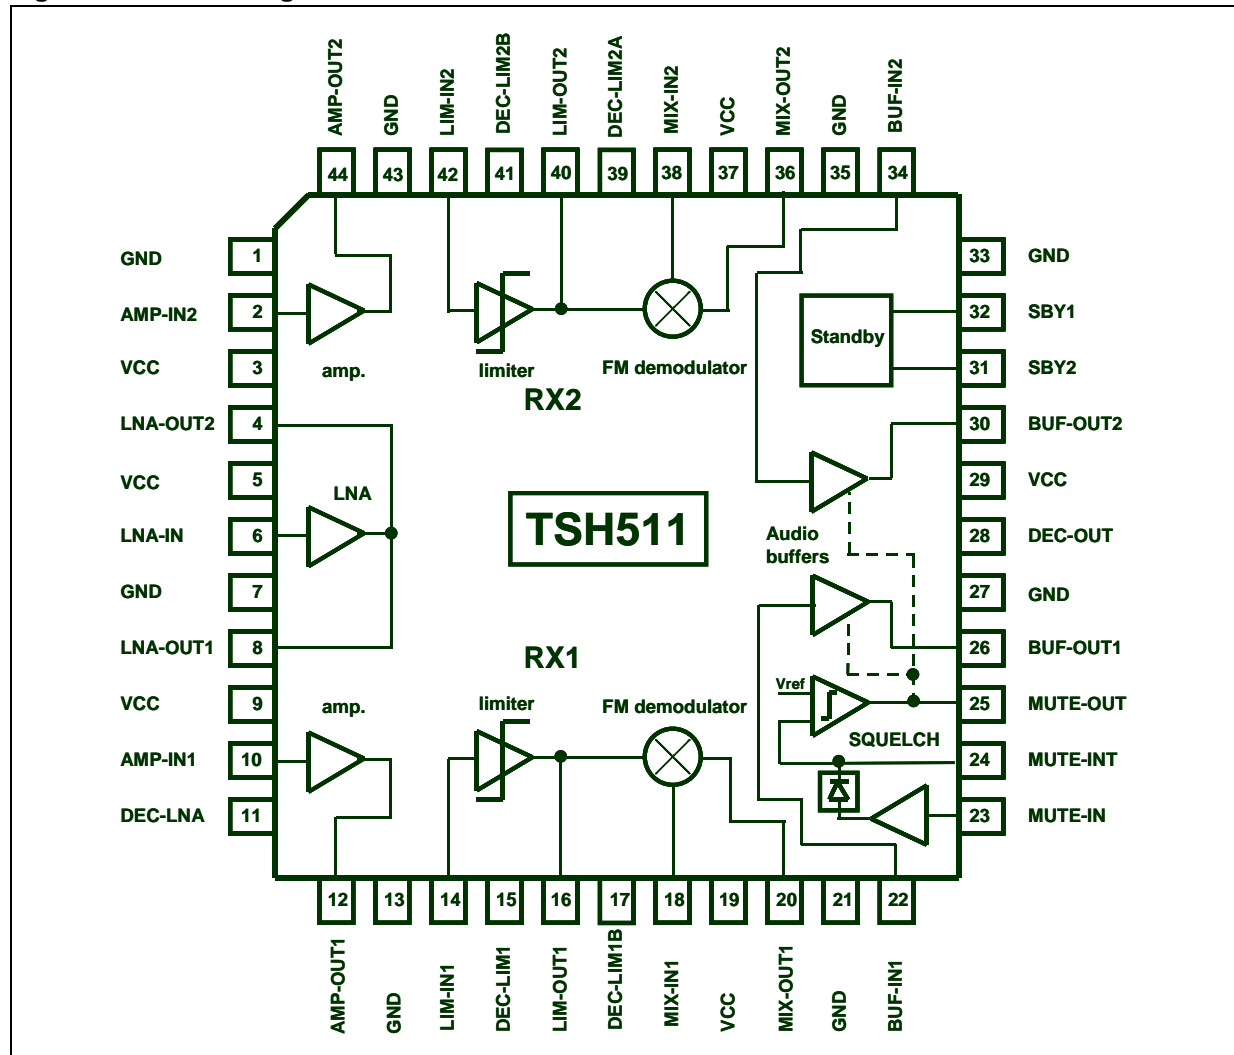 AMP-OUT2
GND
LIM-IN2
DEC-LIM2B
LIM-OUT2
DEC-LIM2A
MIX-IN2
VCC
MIX-OUT2
GND
BUF-IN2
44 43 42 41 40 39 38 37 36 35 34
GND 1
AMP-IN2 2
VCC 3
LNA-OUT2 4
VCC 5
LNA-IN 6
GND 7
LNA-OUT1 8
VCC 9
AMP-IN1 10
DEC-LNA 11
amp.
limiter
FM demodulator
RX2
Standby
LNA
TSH511
Audio
buffers
RX1
amp.
limiter
FM demodulator
Vref
SQUELCH
33 GND
32 SBY1
31 SBY2
30 BUF-OUT2
29 VCC
28 DEC-OUT
27 GND
26 BUF-OUT1
25 MUTE-OUT
24 MUTE-INT
23 MUTE-IN
12 13 14 15 16 17 18 19 20 21 22
AMP-OUT1
GND
LIM-IN1
DEC-LIM1
LIM-OUT1
DEC-LIM1B
MIX-IN1
VCC
MIX-OUT1
GND
BUF-IN1